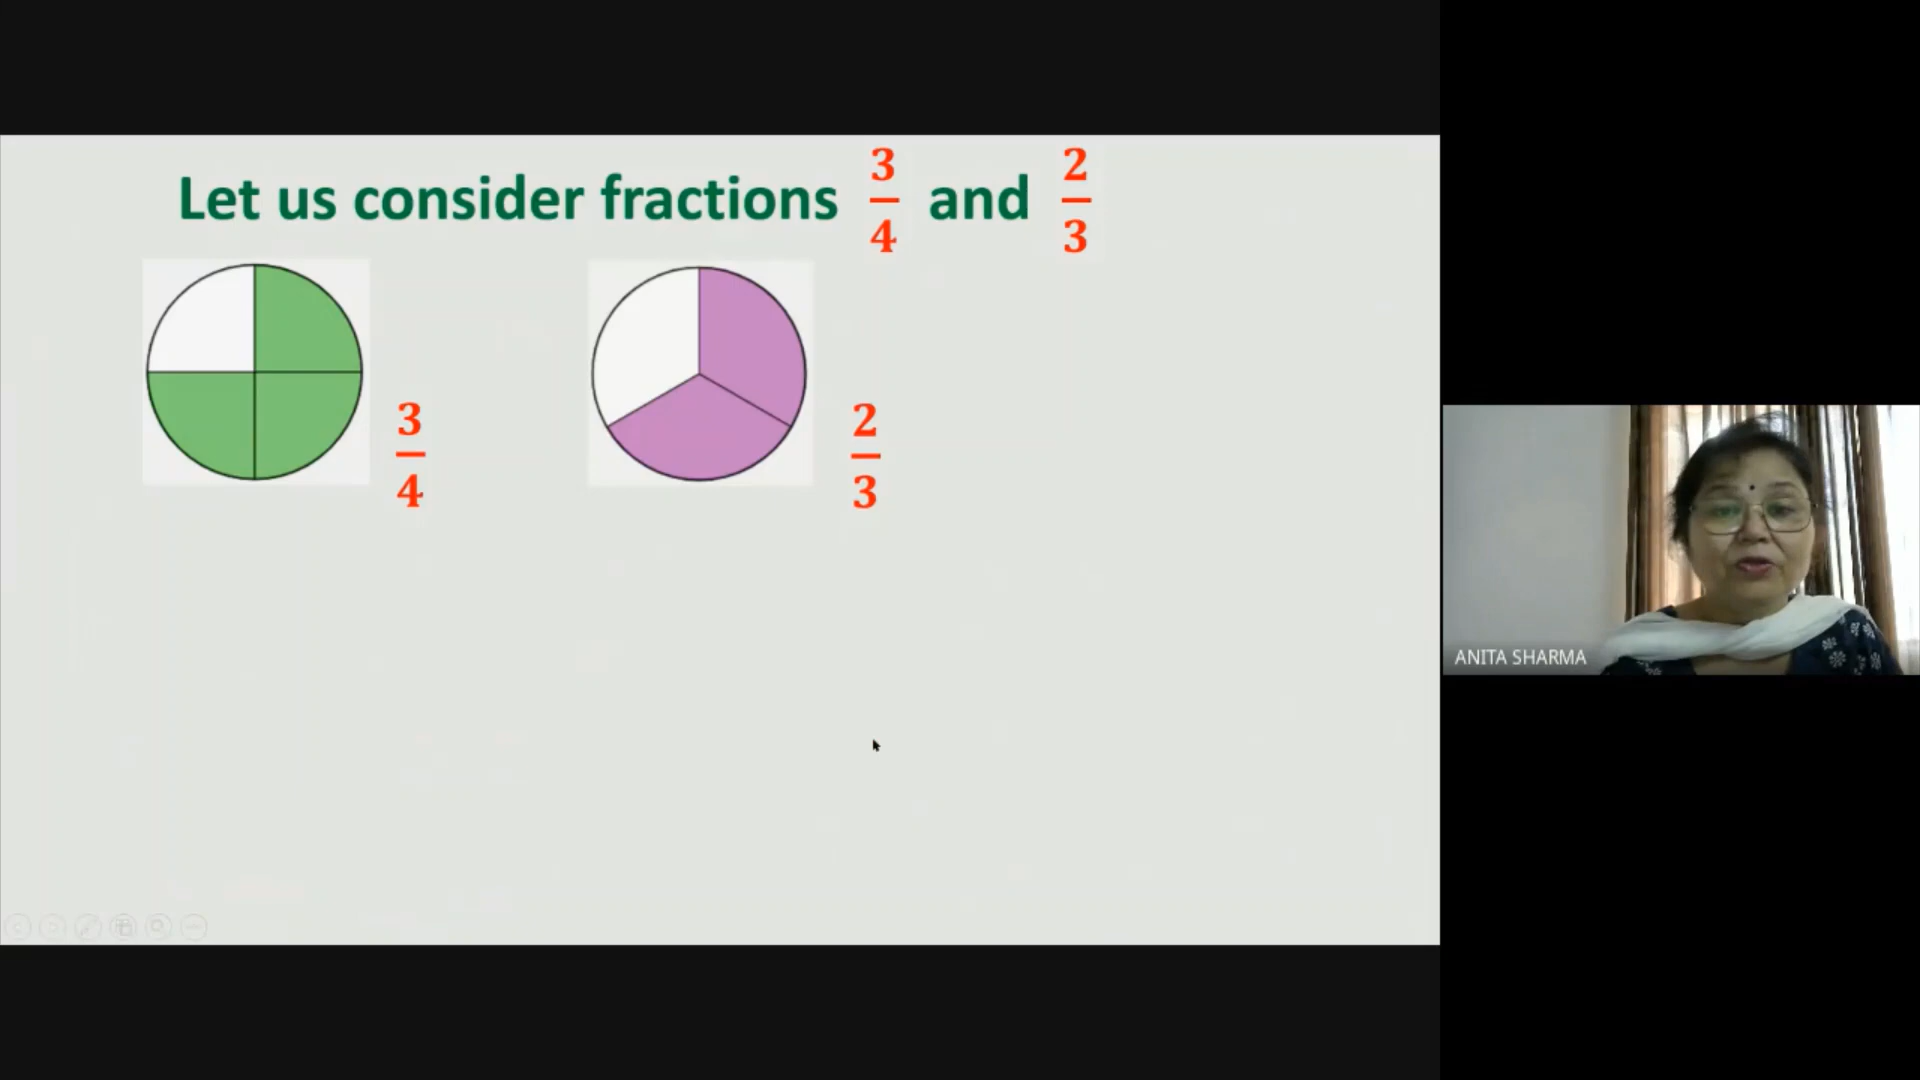 Let us consider fractions 3/4 and 2/3
3/4
2/3
ANITA SHARMA